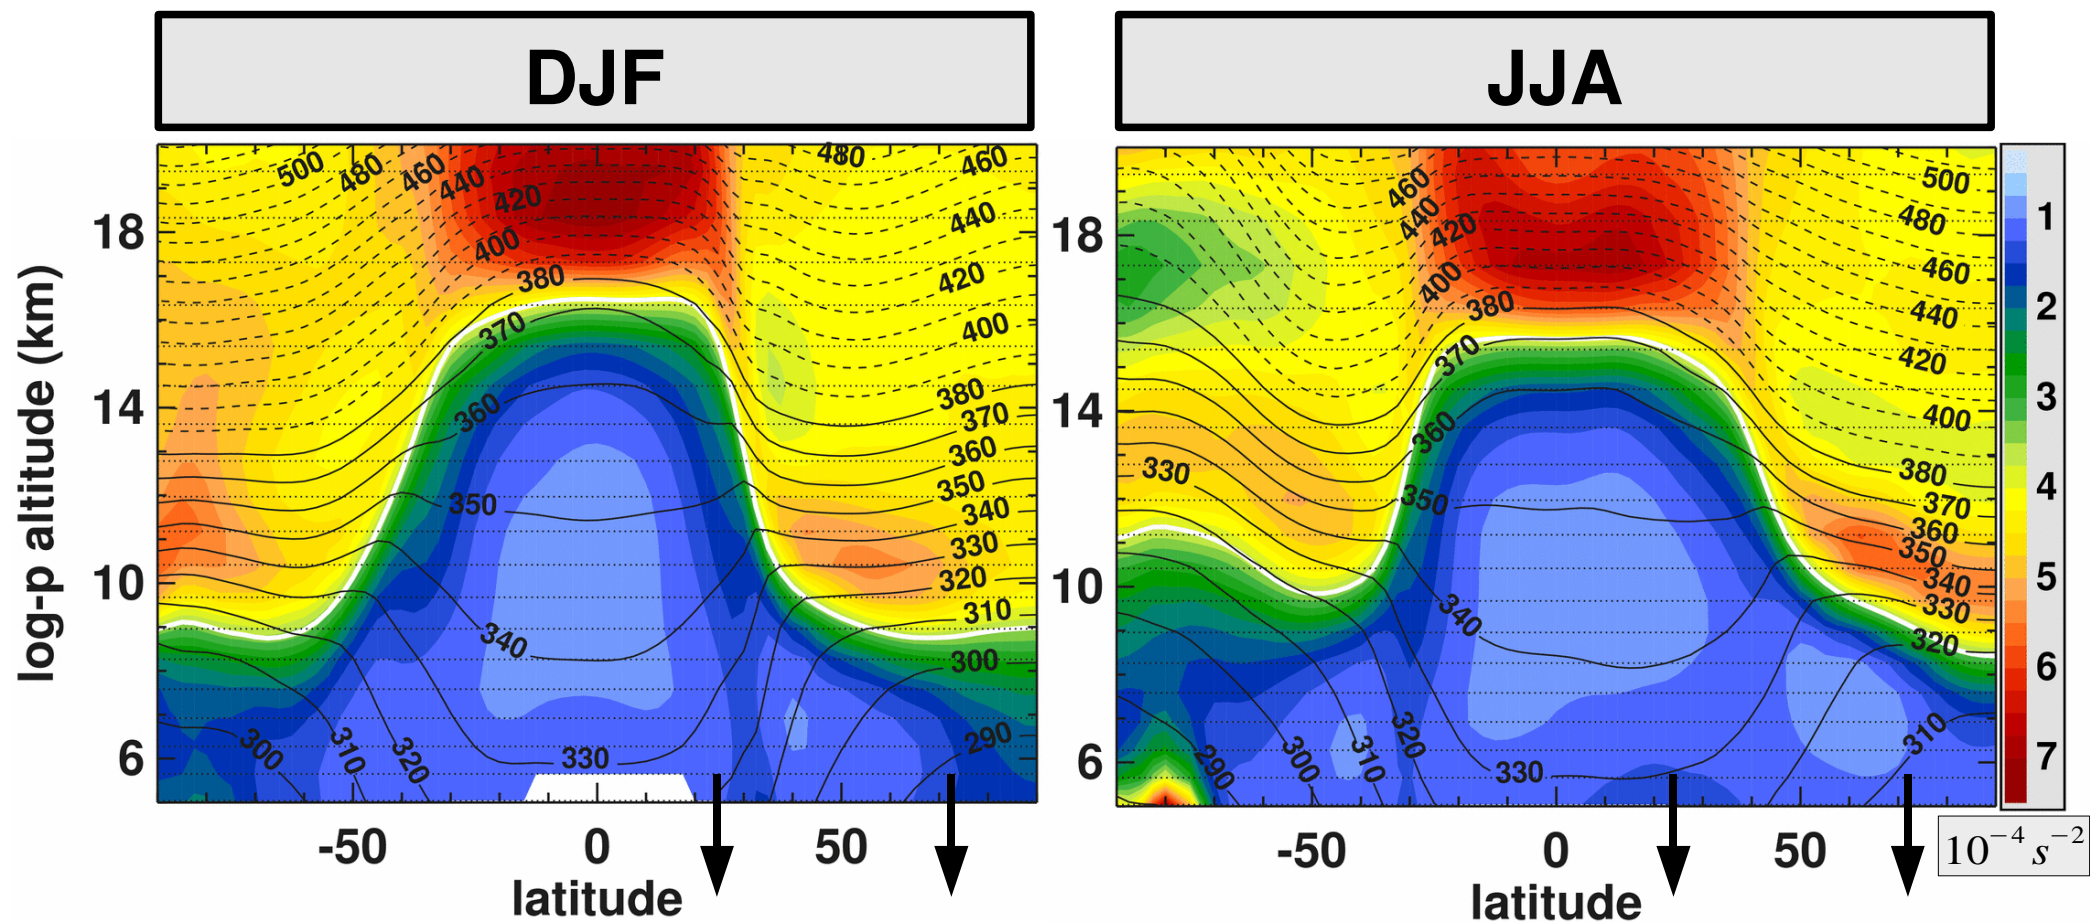 DJF
JJA
log-p altitude (km)
18
14
10
6
500 480 460 440 420 400 380 370 360 350 340 330
480 460 440 420 400 380 370 360 350 340 330 320 310 300 290
300 310 320 330
-50 0 50
latitude
18
14
10
6
460 440 420 400 380 370 360 350 340 330
500 480 460 440 420 400 380 370 360 350 340 330 320 310
330
290 300 310 320 330
-50 0 50
latitude
1
2
3
4
5
6
7
10⁻⁴ s⁻²